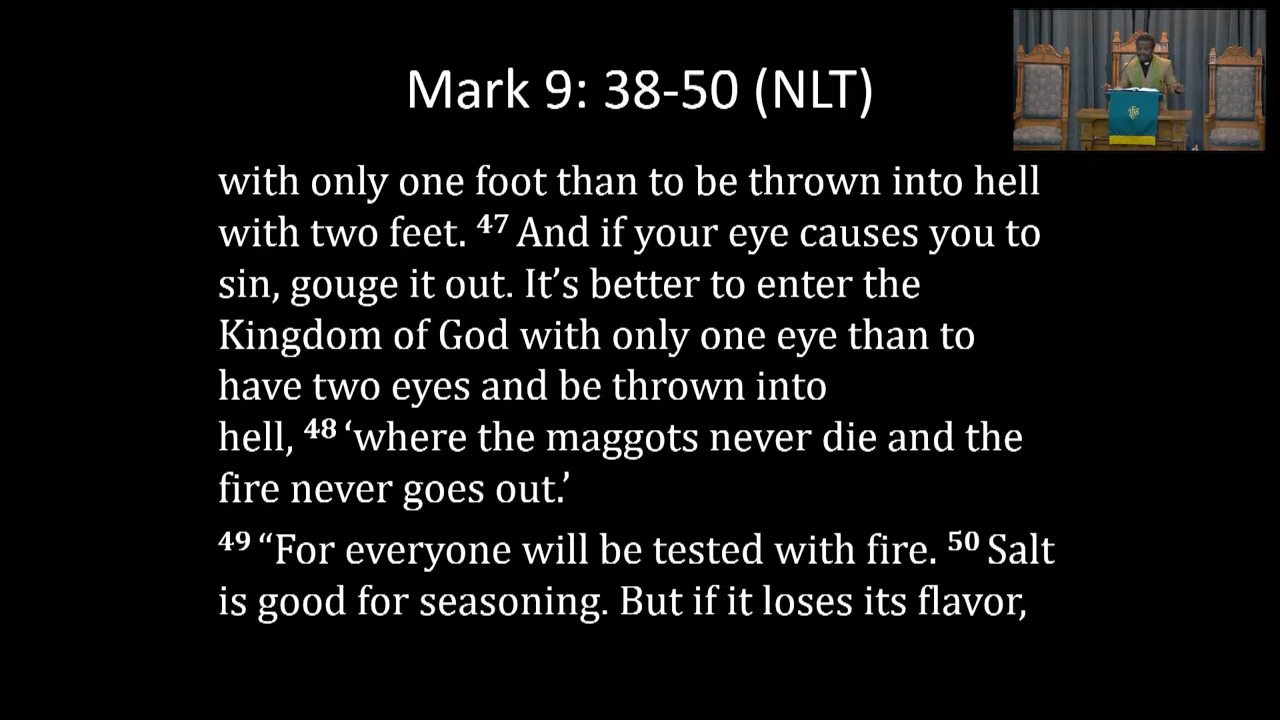 Mark 9: 38-50 (NLT)
with only one foot than to be thrown into hell
with two feet. 47 And if your eye causes you to
sin, gouge it out. It’s better to enter the
Kingdom of God with only one eye than to
have two eyes and be thrown into
hell, 48 ‘where the maggots never die and the
fire never goes out.’
49 “For everyone will be tested with fire. 50 Salt
is good for seasoning. But if it loses its flavor,